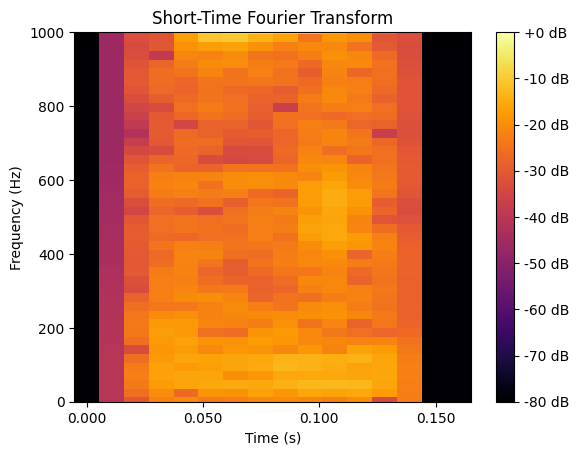 Short-Time Fourier Transform
1000
800
600
400
200
0
Frequency (Hz)
0.000
0.050
0.100
0.150
Time (s)
+0 dB
-10 dB
-20 dB
-30 dB
-40 dB
-50 dB
-60 dB
-70 dB
-80 dB